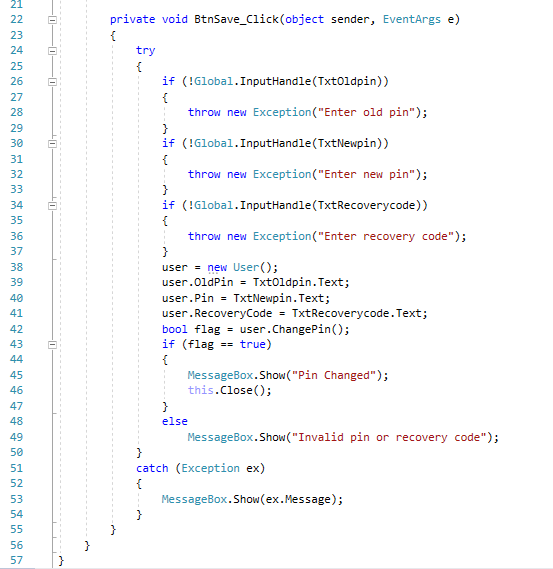 21
22 private void BtnSave_Click(object sender, EventArgs e)
23 {
24 try
25 {
26 if (!Global.InputHandle(TxtOldpin))
27 {
28 throw new Exception("Enter old pin");
29 }
30 if (!Global.InputHandle(TxtNewpin))
31 {
32 throw new Exception("Enter new pin");
33 }
34 if (!Global.InputHandle(TxtRecoverycode))
35 {
36 throw new Exception("Enter recovery code");
37 }
38 user = new User();
39 user.OldPin = TxtOldpin.Text;
40 user.Pin = TxtNewpin.Text;
41 user.RecoveryCode = TxtRecoverycode.Text;
42 bool flag = user.ChangePin();
43 if (flag == true)
44 {
45 MessageBox.Show("Pin Changed");
46 this.Close();
47 }
48 else
49 MessageBox.Show("Invalid pin or recovery code");
50 }
51 catch (Exception ex)
52 {
53 MessageBox.Show(ex.Message);
54 }
55 }
56 }
57 }